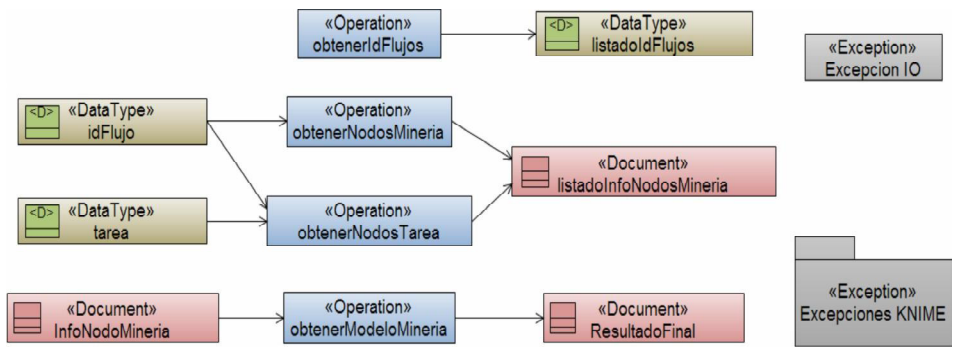 «Operation»
obtenerIdFlujos
<D> «DataType»
listadoIdFlujos
«Exception»
Excepcion IO
<D> «DataType»
idFlujo
«Operation»
obtenerNodosMineria
«Document»
listadoInfoNodosMineria
<D> «DataType»
tarea
«Operation»
obtenerNodosTarea
«Document»
InfoNodoMineria
«Operation»
obtenerModeloMineria
«Document»
ResultadoFinal
«Exception»
Excepciones KNIME